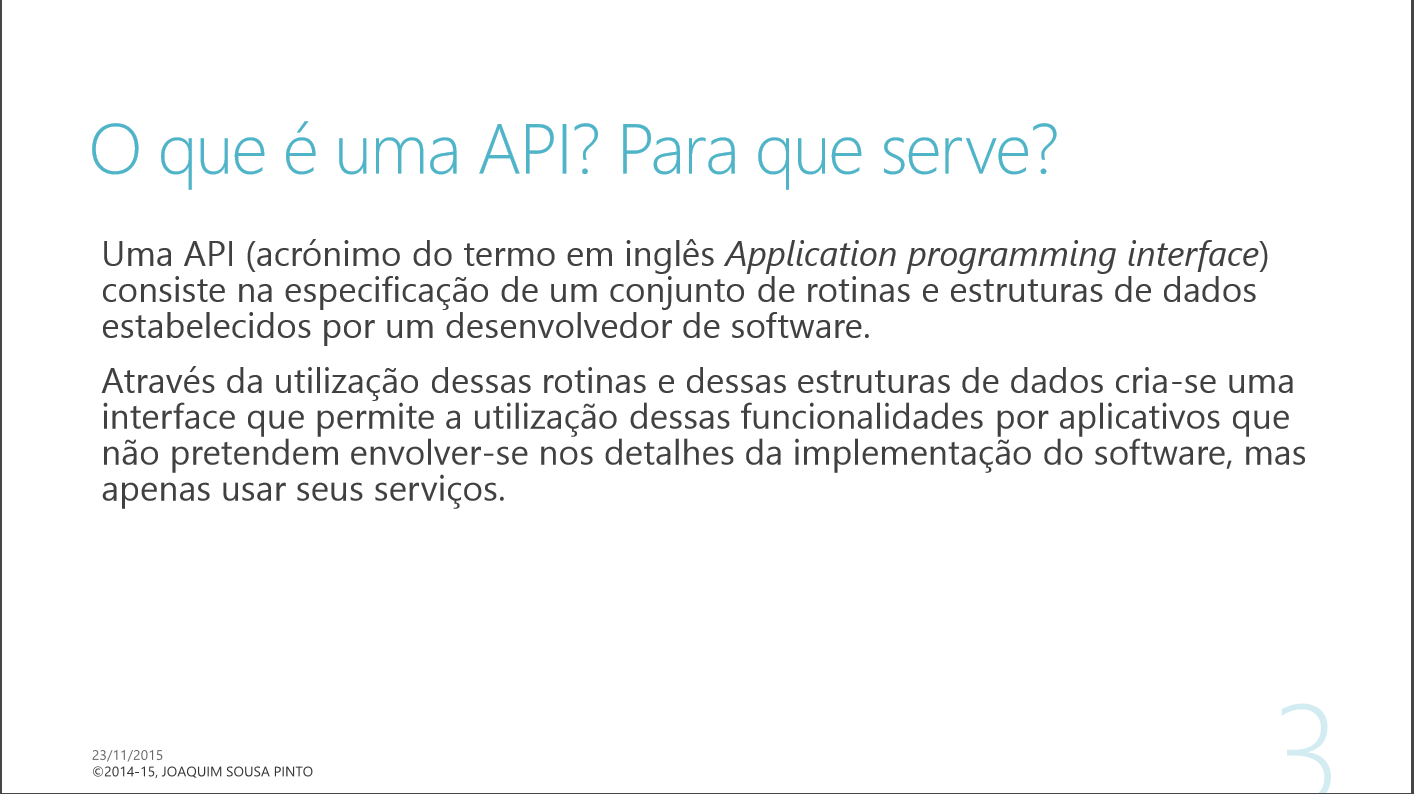 O que é uma API? Para que serve?
Uma API (acrónimo do termo em inglês Application programming interface)
consiste na especificação de um conjunto de rotinas e estruturas de dados
estabelecidos por um desenvolvedor de software.
Através da utilização dessas rotinas e dessas estruturas de dados cria-se uma
interface que permite a utilização dessas funcionalidades por aplicativos que
não pretendem envolver-se nos detalhes da implementação do software, mas
apenas usar seus serviços.
23/11/2015
©2014-15, JOAQUIM SOUSA PINTO
3